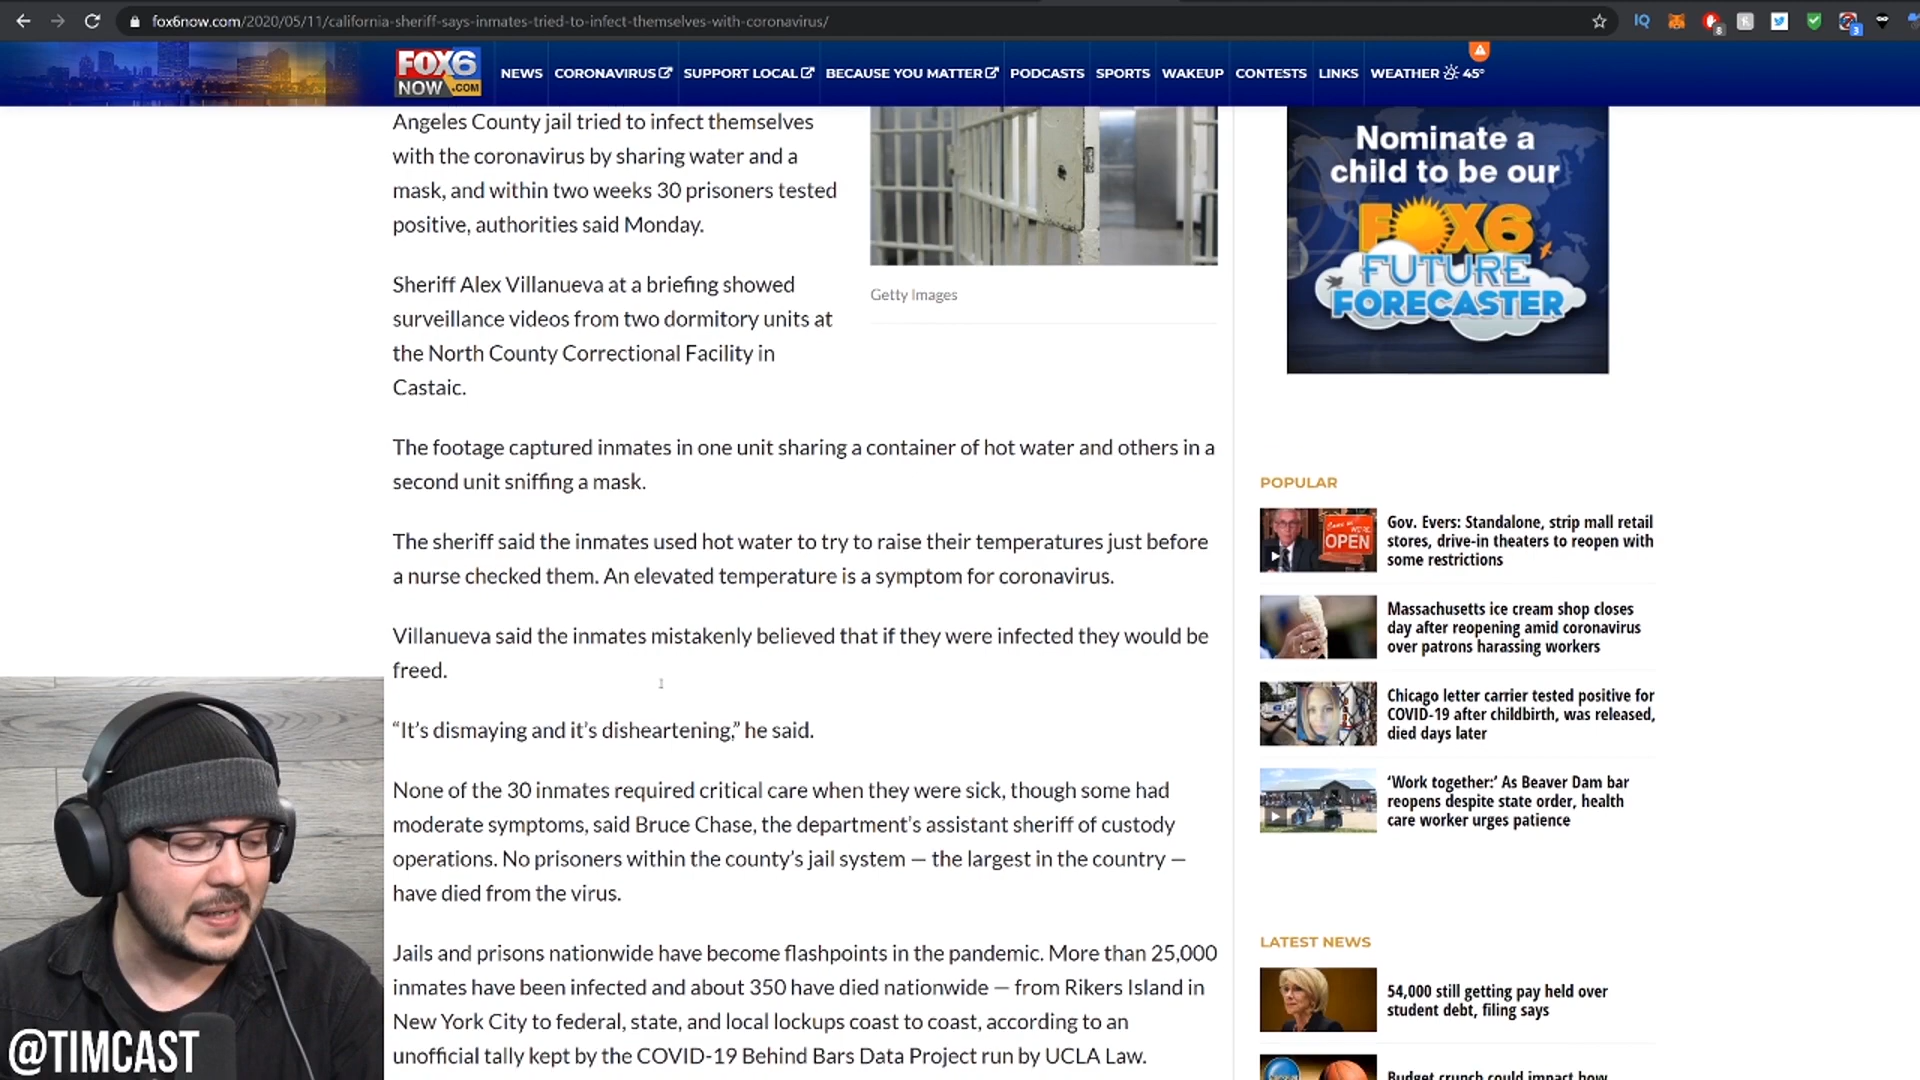 fox6now.com/2020/05/11/california-sheriff-says-inmates-tried-to-infect-themselves-with-coronavirus/
FOX6
NOW .COM
NEWS
CORONAVIRUS
SUPPORT LOCAL
BECAUSE YOU MATTER
PODCASTS
SPORTS
WAKEUP
CONTESTS
LINKS
WEATHER 45°
Angeles County jail tried to infect themselves
with the coronavirus by sharing water and a
mask, and within two weeks 30 prisoners tested
positive, authorities said Monday.
Getty Images
Sheriff Alex Villanueva at a briefing showed
surveillance videos from two dormitory units at
the North County Correctional Facility in
Castaic.
The footage captured inmates in one unit sharing a container of hot water and others in a
second unit sniffing a mask.
The sheriff said the inmates used hot water to try to raise their temperatures just before
a nurse checked them. An elevated temperature is a symptom for coronavirus.
Villanueva said the inmates mistakenly believed that if they were infected they would be
freed.
“It’s dismaying and it’s disheartening,” he said.
None of the 30 inmates required critical care when they were sick, though some had
moderate symptoms, said Bruce Chase, the department’s assistant sheriff of custody
operations. No prisoners within the county’s jail system — the largest in the country —
have died from the virus.
Jails and prisons nationwide have become flashpoints in the pandemic. More than 25,000
inmates have been infected and about 350 have died nationwide — from Rikers Island in
New York City to federal, state, and local lockups coast to coast, according to an
unofficial tally kept by the COVID-19 Behind Bars Data Project run by UCLA Law.
Nominate a
child to be our
FOX6
FUTURE
FORECASTER
POPULAR
OPEN
Gov. Evers: Standalone, strip mall retail
stores, drive-in theaters to reopen with
some restrictions
Massachusetts ice cream shop closes
day after reopening amid coronavirus
over patrons harassing workers
Chicago letter carrier tested positive for
COVID-19 after childbirth, was released,
died days later
‘Work together:’ As Beaver Dam bar
reopens despite state order, health
care worker urges patience
LATEST NEWS
54,000 still getting pay held over
student debt, filing says
Budget crunch could impact how
@TIMCAST